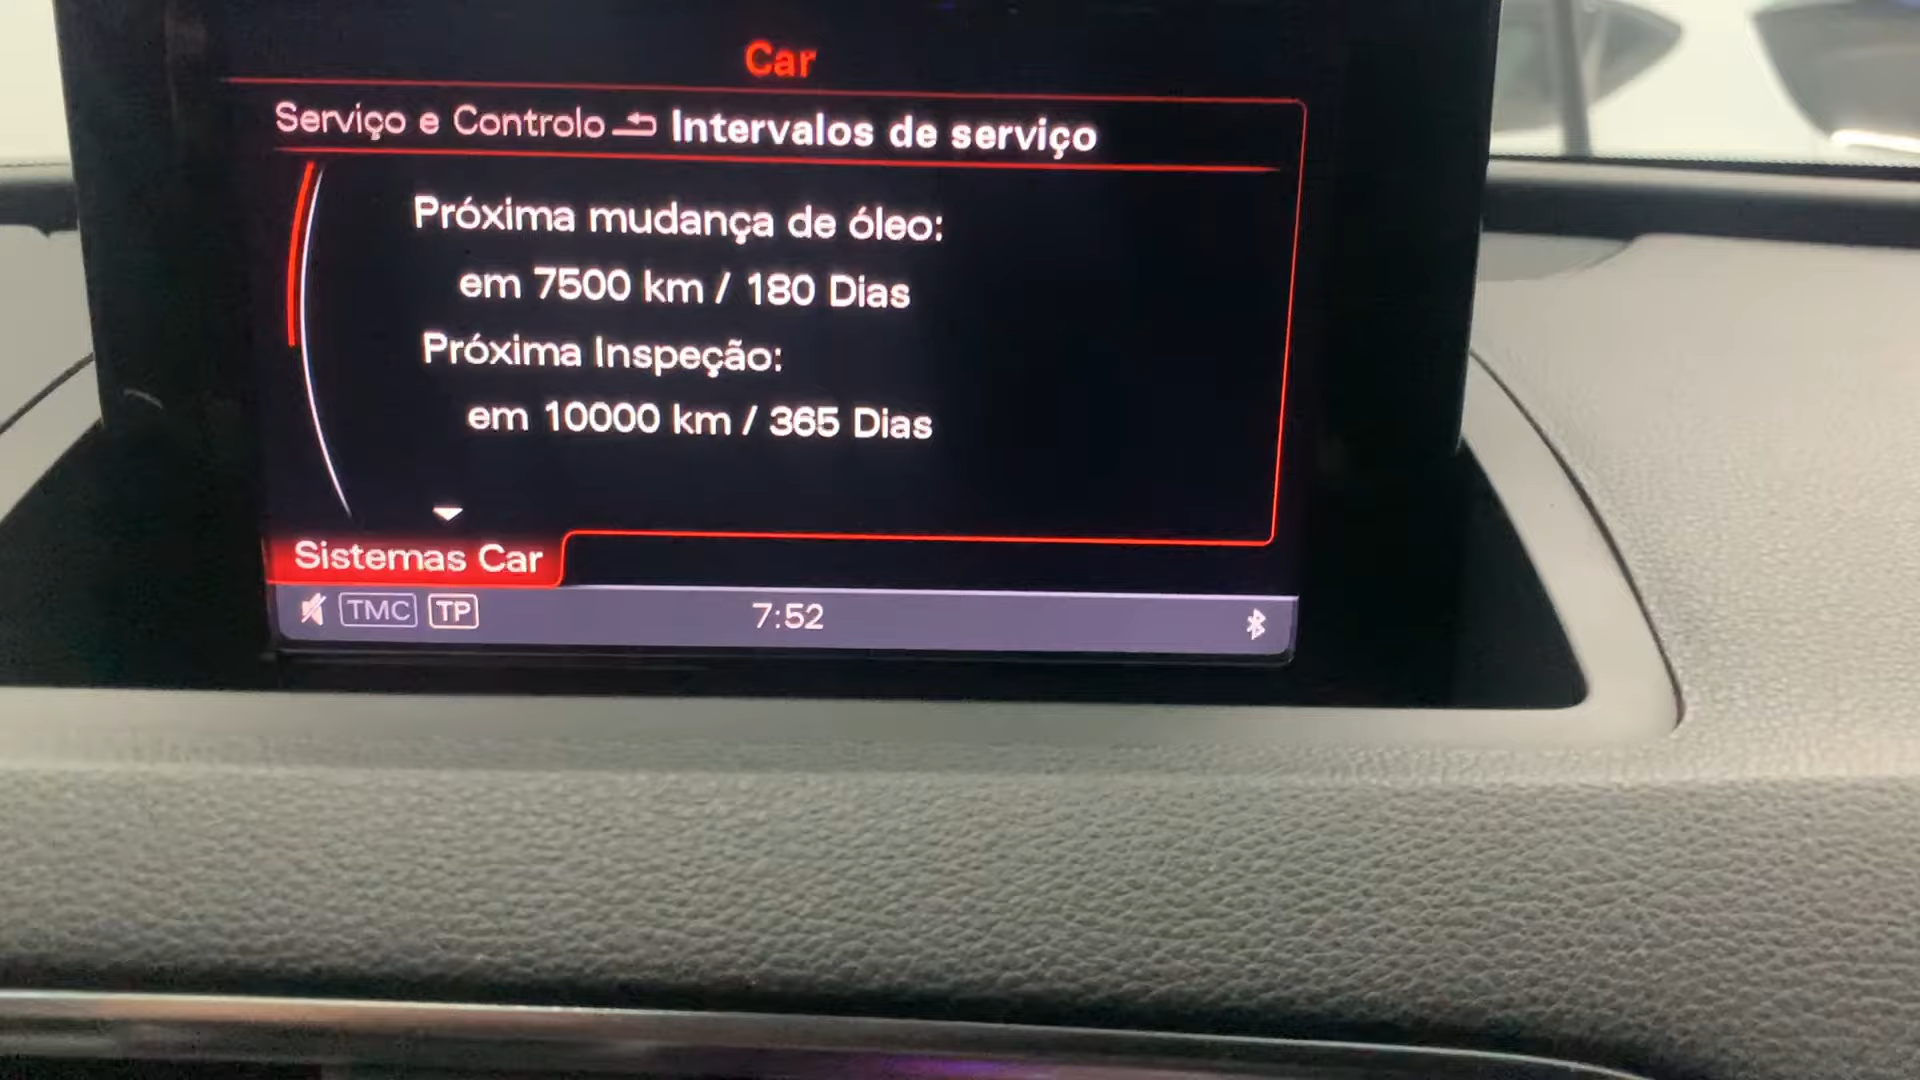 Car
Serviço e Controlo Intervalos de serviço
Próxima mudança de óleo:
em 7500 km / 180 Dias
Próxima Inspeção:
em 10000 km / 365 Dias
Sistemas Car
TMC TP 7:52